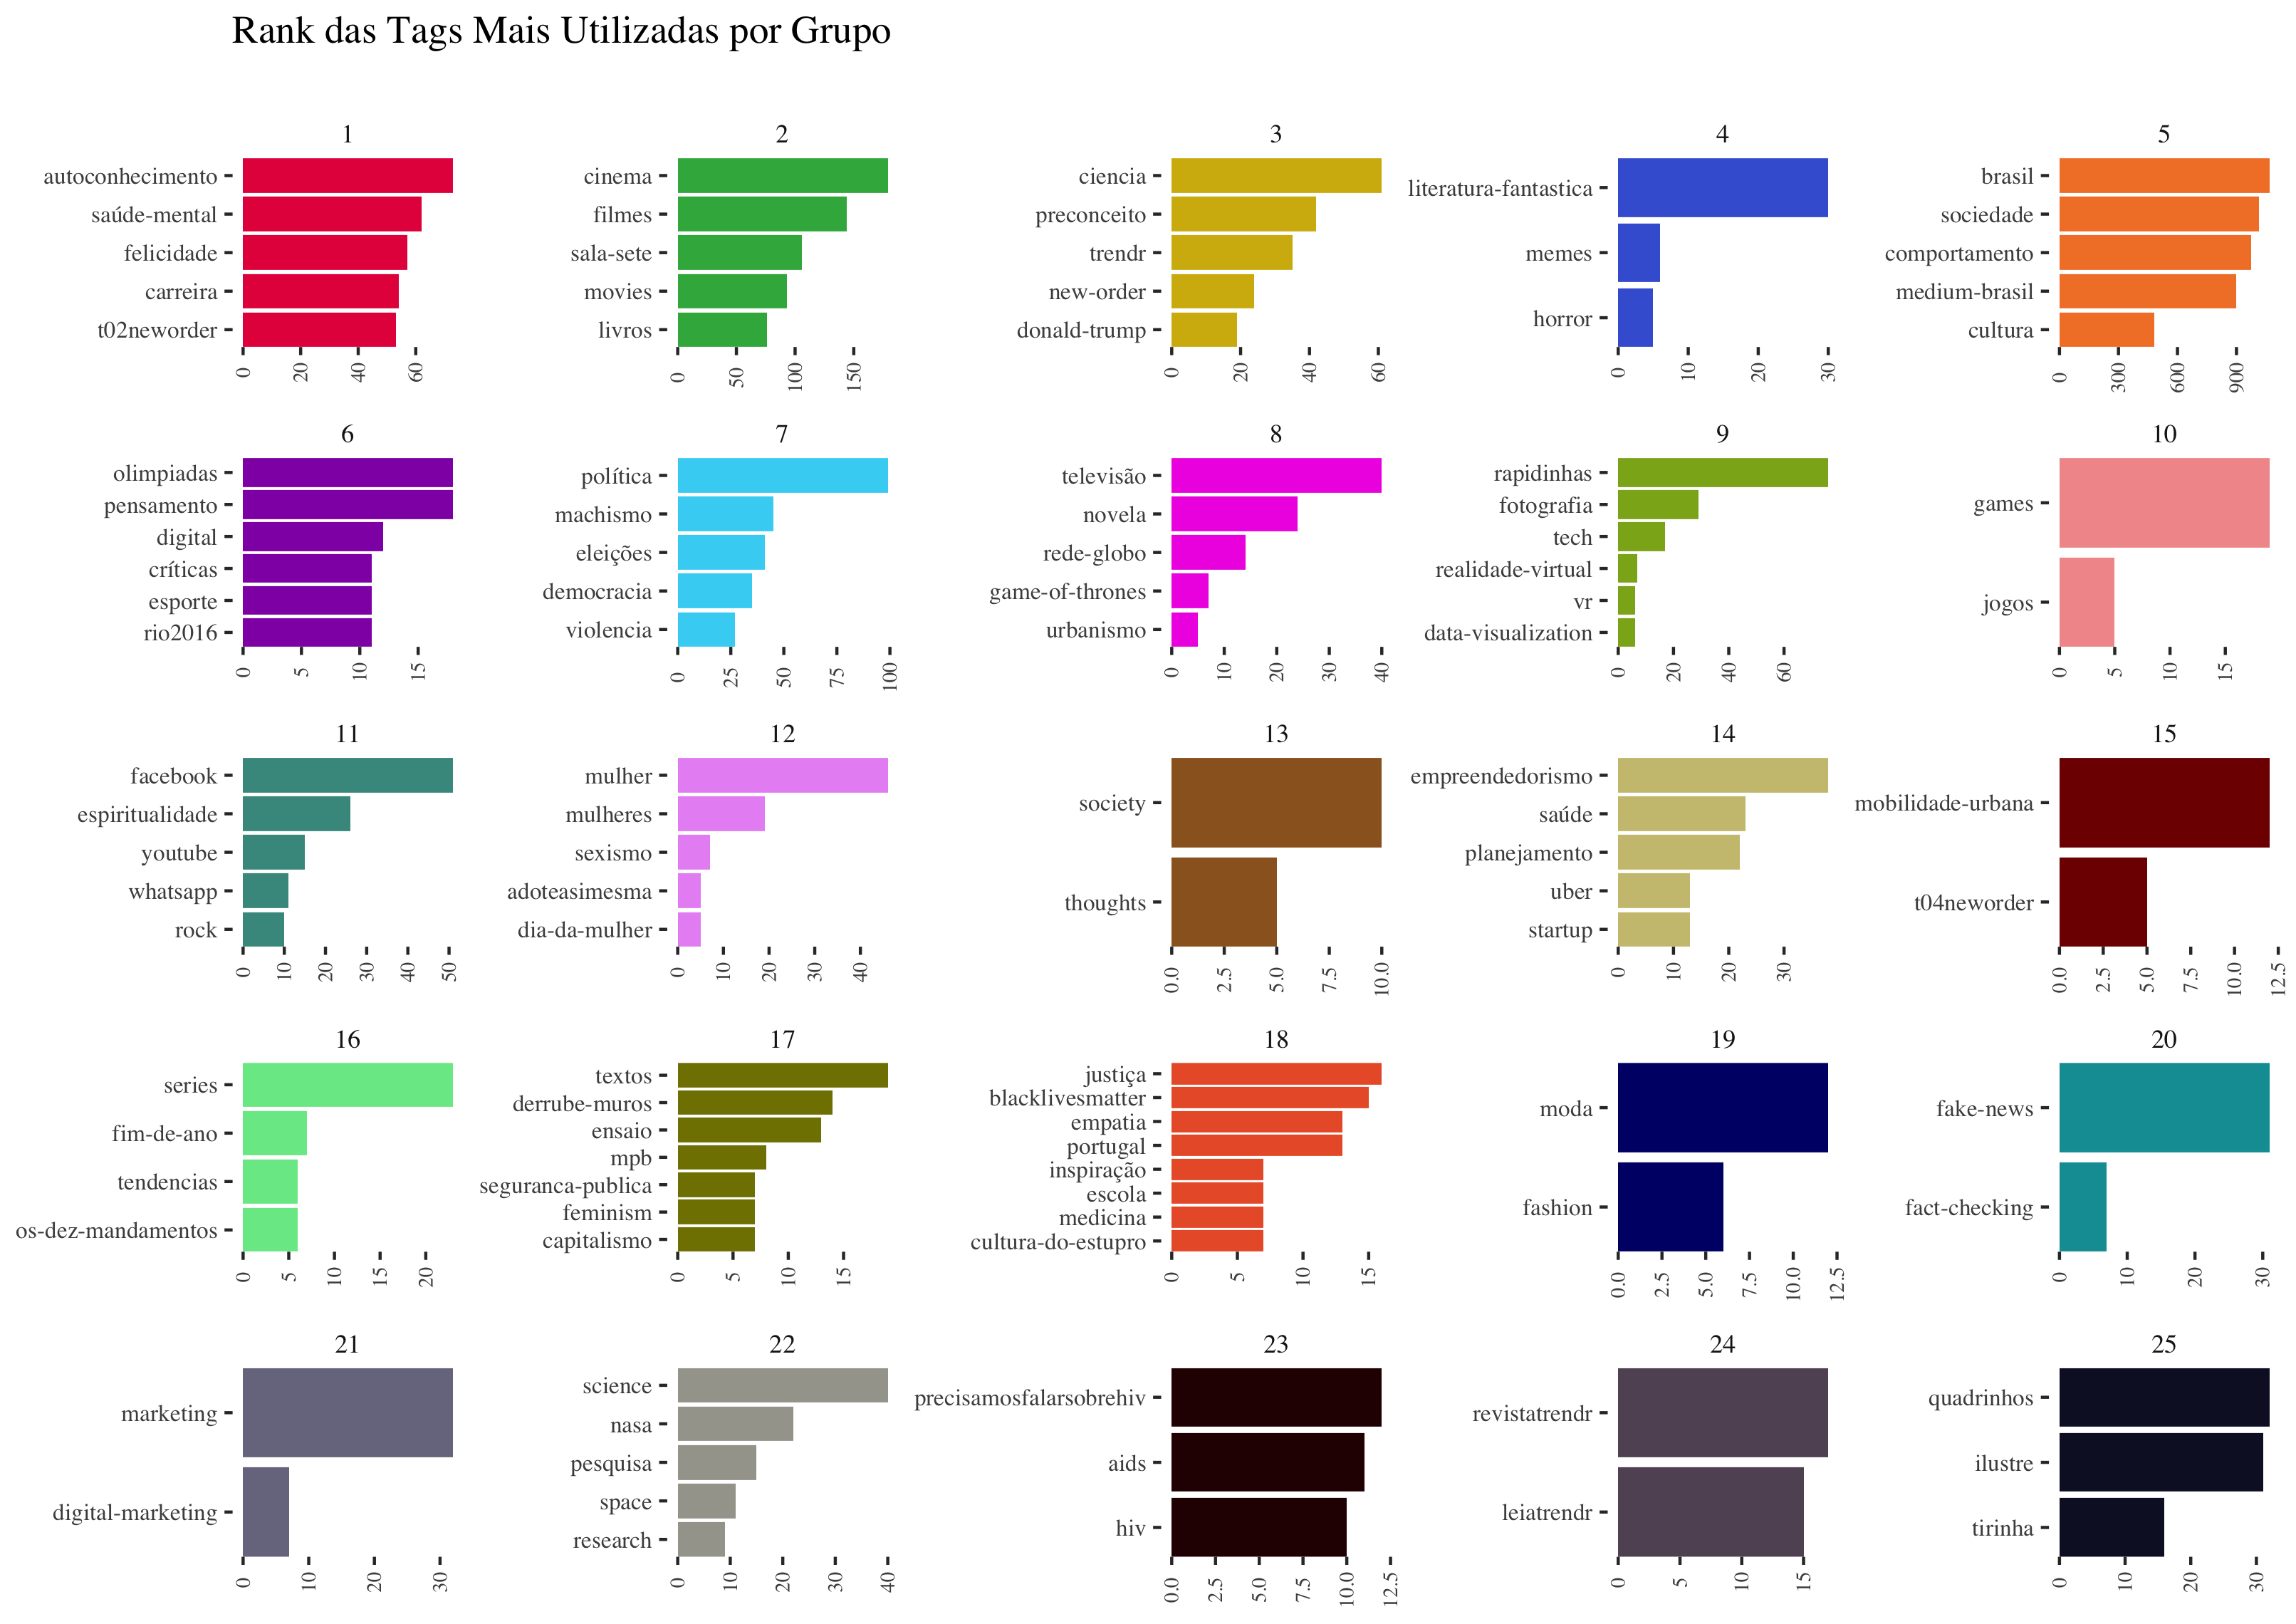 Rank das Tags Mais Utilizadas por Grupo
1
autoconhecimento
saúde-mental
felicidade
carreira
t02neworder
0 20 40 60
2
cinema
filmes
sala-sete
movies
livros
0 50 100 150
3
ciencia
preconceito
trendr
new-order
donald-trump
0 20 40 60
4
literatura-fantastica
memes
horror
0 10 20 30
5
brasil
sociedade
comportamento
medium-brasil
cultura
0 300 600 900
6
olimpiadas
pensamento
digital
críticas
esporte
rio2016
0 5 10 15
7
política
machismo
eleições
democracia
violencia
0 25 50 75 100
8
televisão
novela
rede-globo
game-of-thrones
urbanismo
0 10 20 30 40
9
rapidinhas
fotografia
tech
realidade-virtual
vr
data-visualization
0 20 40 60
10
games
jogos
0 5 10 15
11
facebook
espiritualidade
youtube
whatsapp
rock
0 10 20 30 40 50
12
mulher
mulheres
sexismo
adoteasimesma
dia-da-mulher
0 10 20 30 40
13
society
thoughts
0.0 2.5 5.0 7.5 10.0
14
empreendedorismo
saúde
planejamento
uber
startup
0 10 20 30
15
mobilidade-urbana
t04neworder
0.0 2.5 5.0 7.5 10.0 12.5
16
series
fim-de-ano
tendencias
os-dez-mandamentos
0 5 10 15 20
17
textos
derrube-muros
ensaio
mpb
seguranca-publica
feminism
capitalismo
0 5 10 15
18
justiça
blacklivesmatter
empatia
portugal
inspiração
escola
medicina
cultura-do-estupro
0 5 10 15
19
moda
fashion
0.0 2.5 5.0 7.5 10.0 12.5
20
fake-news
fact-checking
0 10 20 30
21
marketing
digital-marketing
0 10 20 30
22
science
nasa
pesquisa
space
research
0 10 20 30 40
23
precisamosfalarsobrehiv
aids
hiv
0.0 2.5 5.0 7.5 10.0 12.5
24
revistatrendr
leiatrendr
0 5 10 15
25
quadrinhos
ilustre
tirinha
0 10 20 30